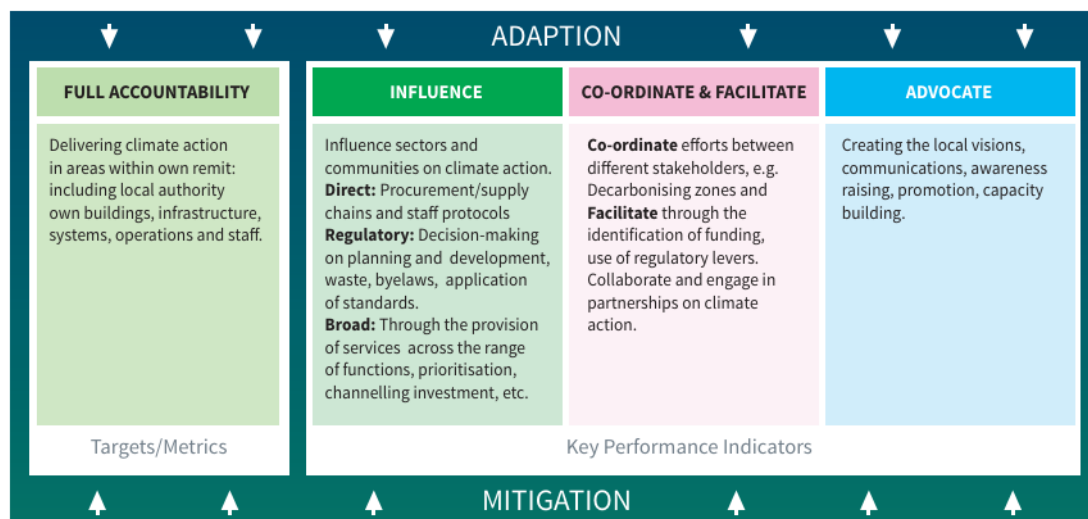 ADAPTION
FULL ACCOUNTABILITY
Delivering climate action
in areas within own remit:
including local authority
own buildings, infrastructure,
systems, operations and staff.
Targets/Metrics
INFLUENCE
Influence sectors and
communities on climate action.
Direct: Procurement/supply
chains and staff protocols
Regulatory: Decision-making
on planning and development,
waste, byelaws, application
of standards.
Broad: Through the provision
of services across the range
of functions, prioritisation,
channelling investment, etc.
CO-ORDINATE & FACILITATE
Co-ordinate efforts between
different stakeholders, e.g.
Decarbonising zones and
Facilitate through the
identification of funding,
use of regulatory levers.
Collaborate and engage in
partnerships on climate
action.
ADVOCATE
Creating the local visions,
communications, awareness
raising, promotion, capacity
building.
Key Performance Indicators
MITIGATION